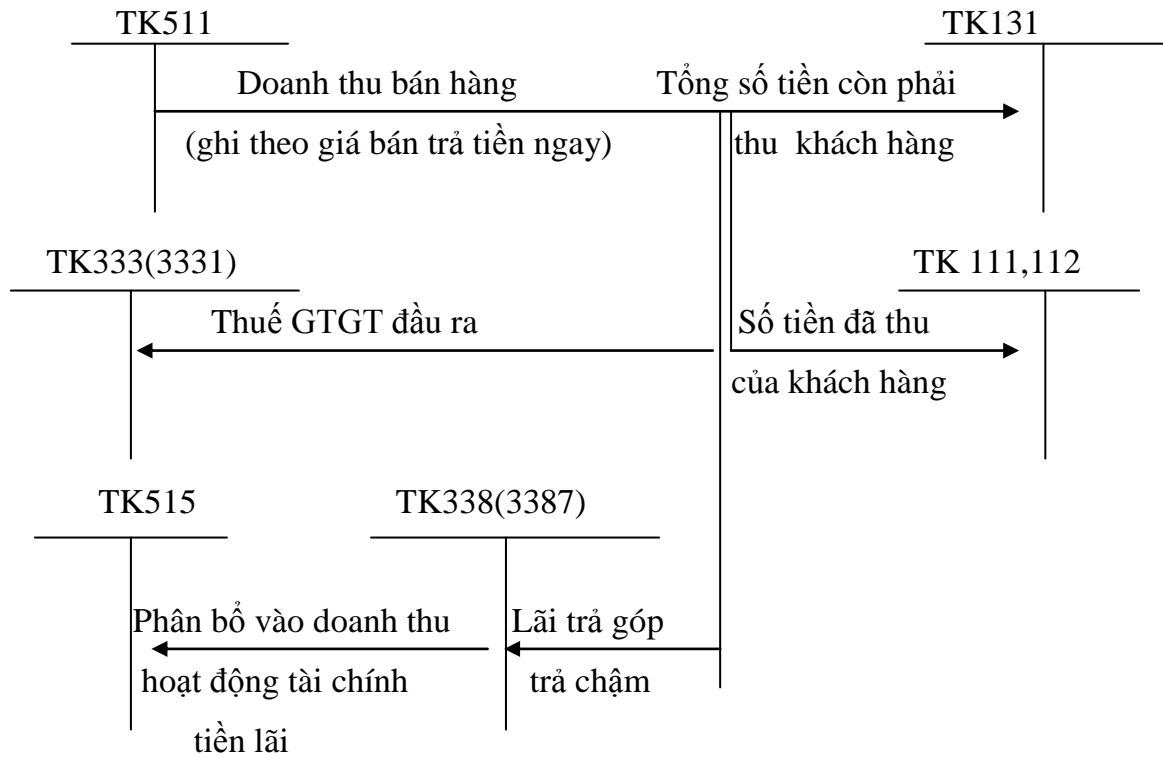 TK511
TK131
Doanh thu bán hàng
Tổng số tiền còn phải
(ghi theo giá bán trả tiền ngay)
thu khách hàng
TK333(3331)
TK 111,112
Thuế GTGT đầu ra
Số tiền đã thu
của khách hàng
TK515
TK338(3387)
Phân bổ vào doanh thu
Lãi trả góp
hoạt động tài chính
trả chậm
tiền lãi